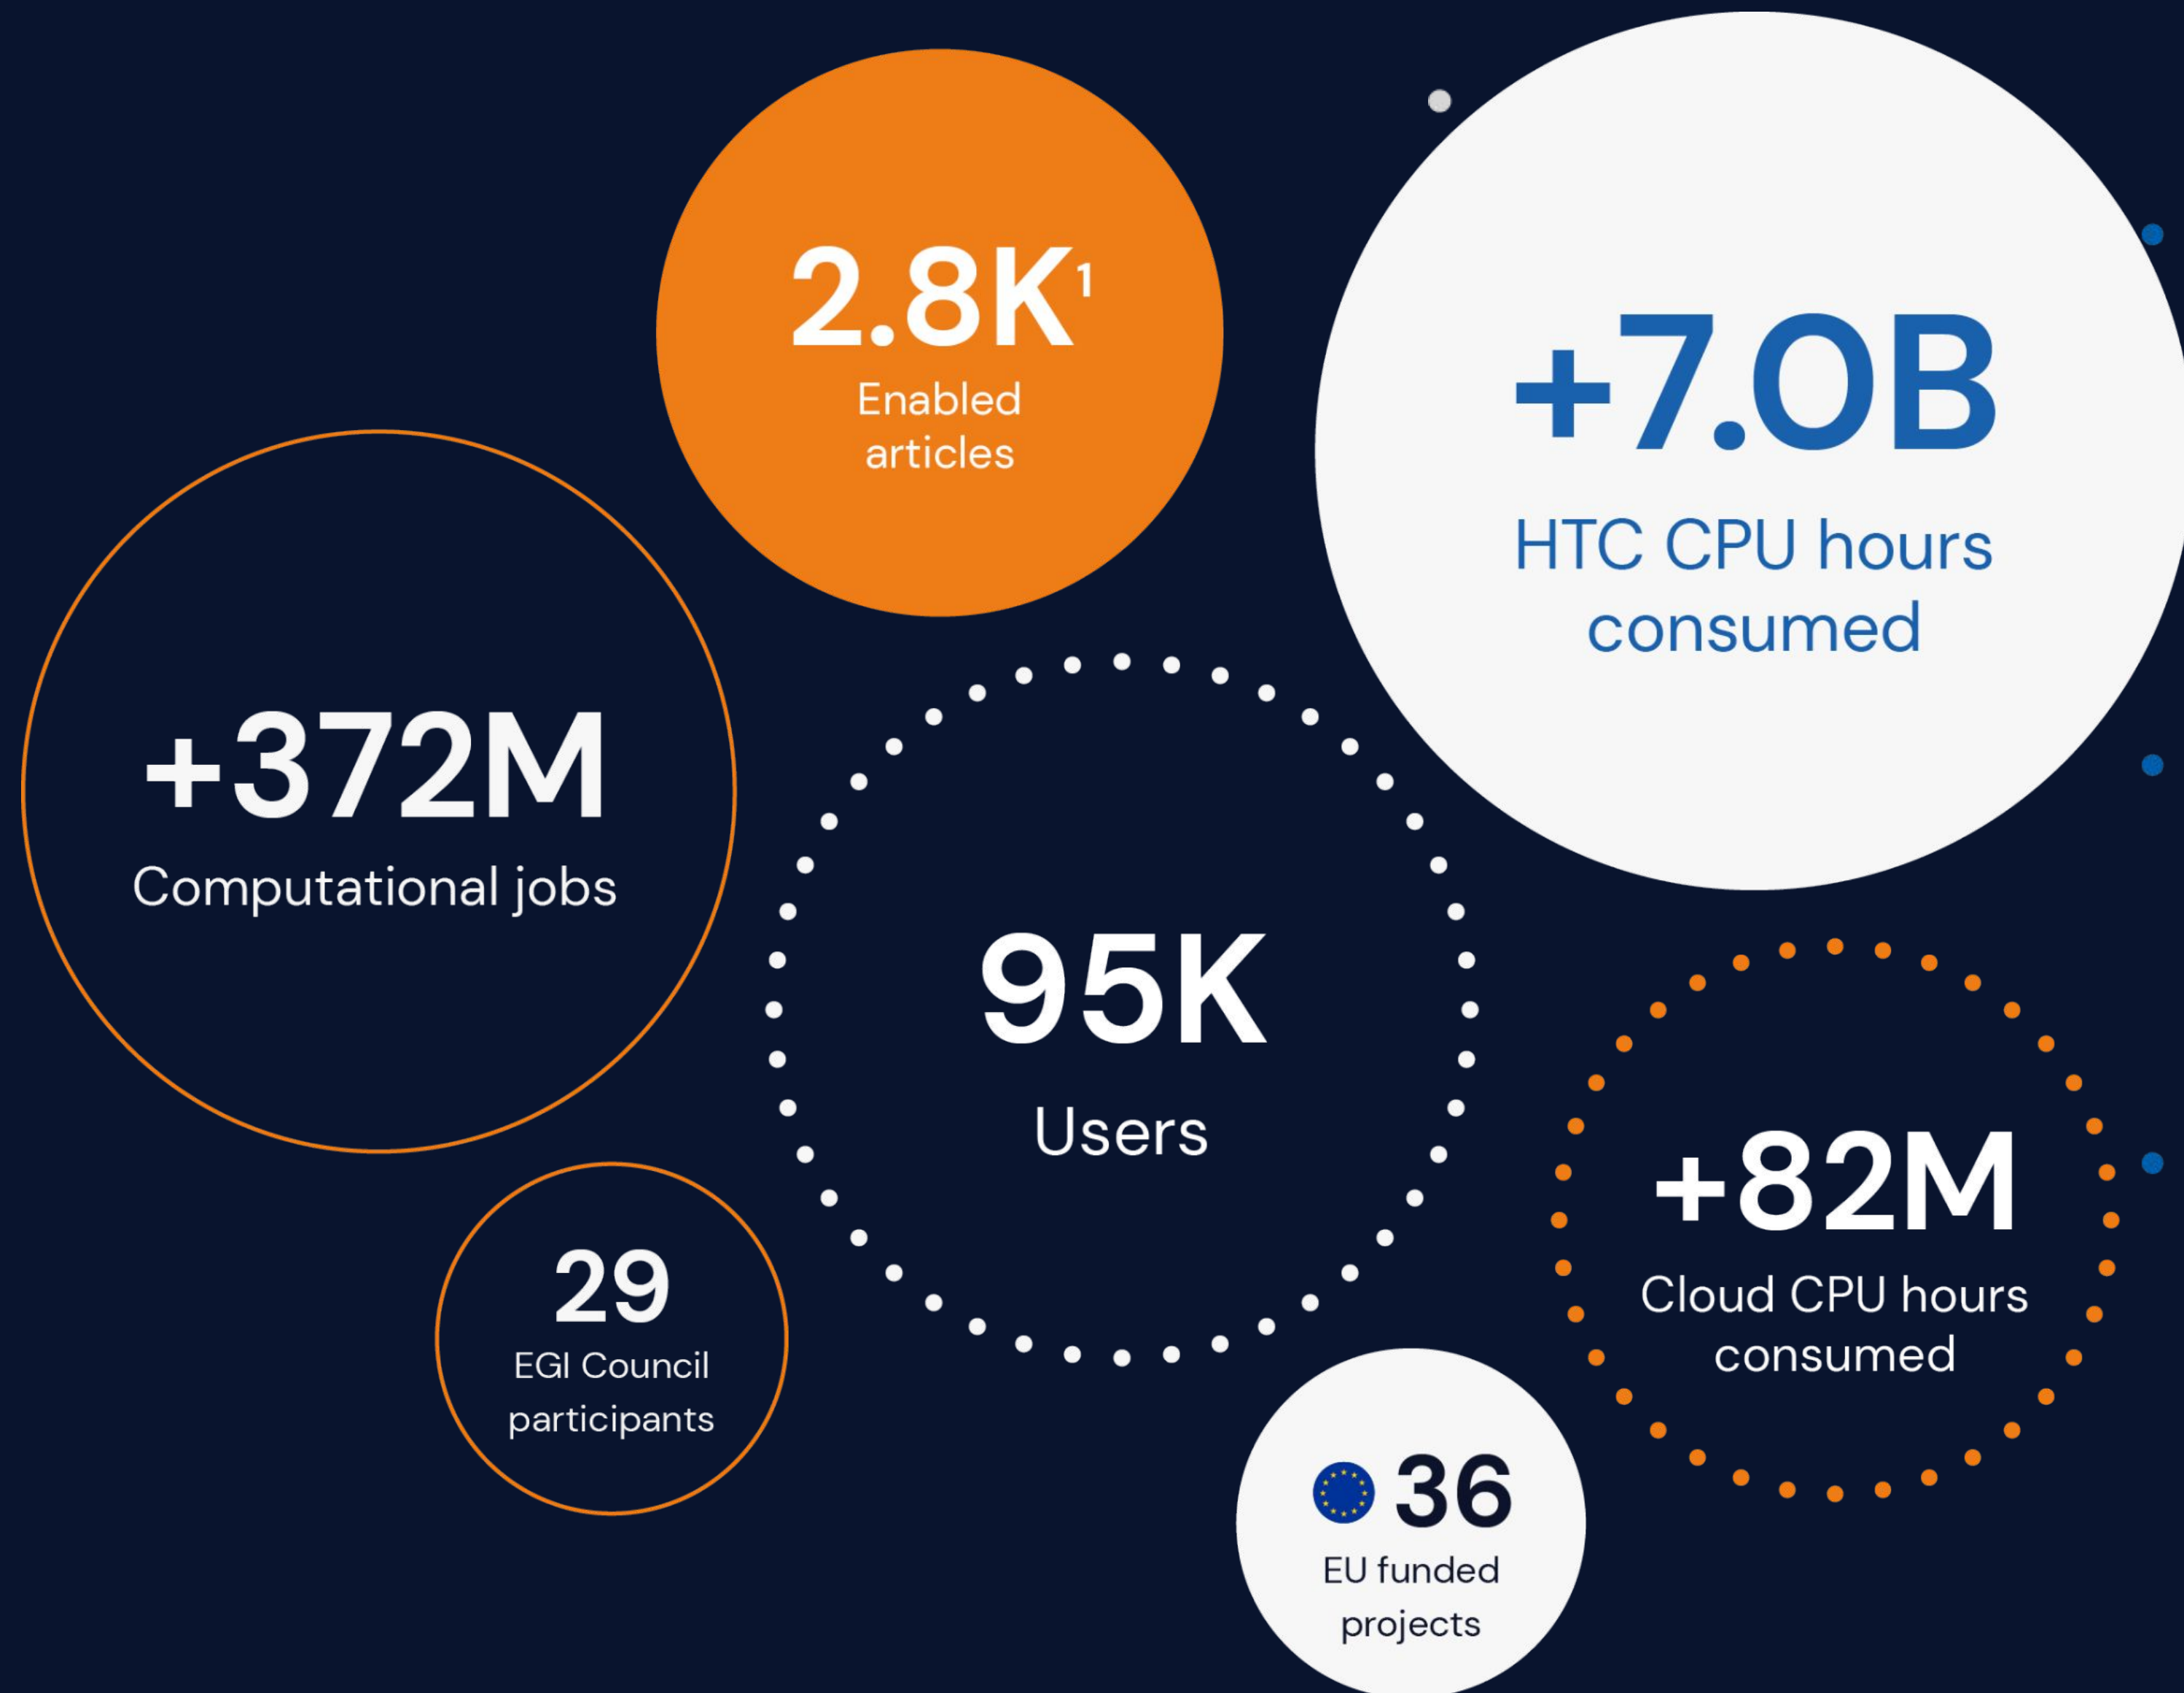 2.8K¹
Enabled
articles
+7.0B
HTC CPU hours
consumed
+372M
Computational jobs
95K
Users
+82M
Cloud CPU hours
consumed
29
EGI Council
participants
36
EU funded
projects